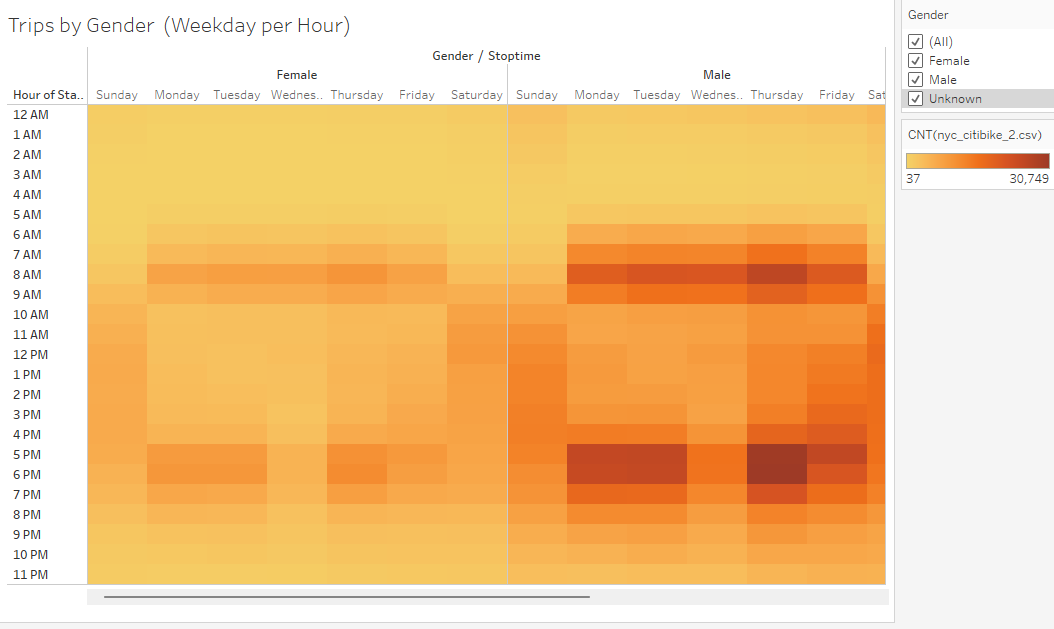 Trips by Gender (Weekday per Hour)
Gender / Stoptime
Female Male
Hour of Sta.. Sunday Monday Tuesday Wednes.. Thursday Friday Saturday Sunday Monday Tuesday Wednes.. Thursday Friday Sat
12 AM
1 AM
2 AM
3 AM
4 AM
5 AM
6 AM
7 AM
8 AM
9 AM
10 AM
11 AM
12 PM
1 PM
2 PM
3 PM
4 PM
5 PM
6 PM
7 PM
8 PM
9 PM
10 PM
11 PM
Gender
(All)
Female
Male
Unknown
CNT(nyc_citibike_2.csv)
37 30,749